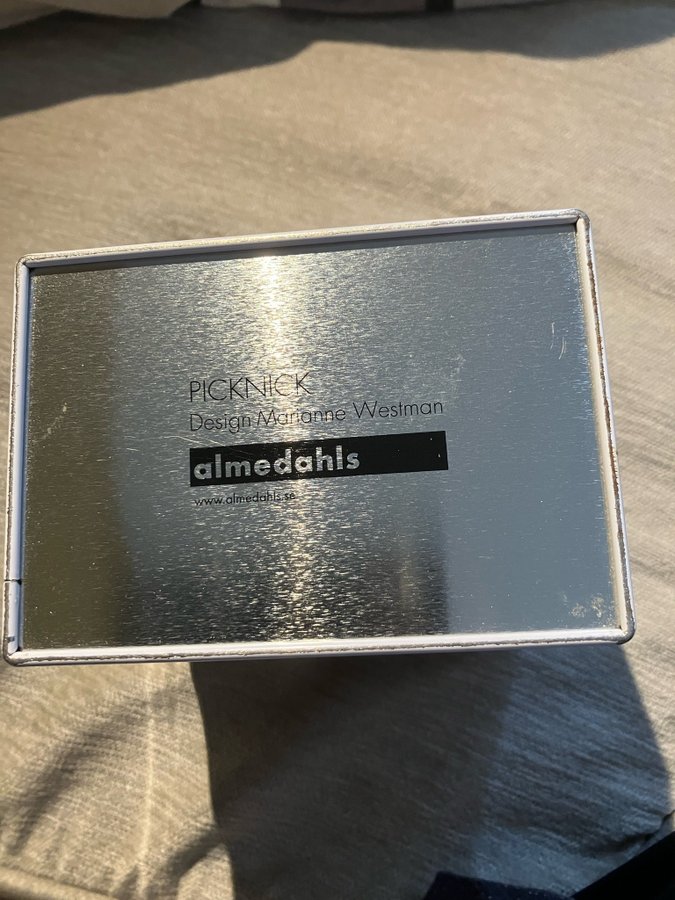 PICKNICK
Design Marianne Westman
almedahls
www.almedahls.se